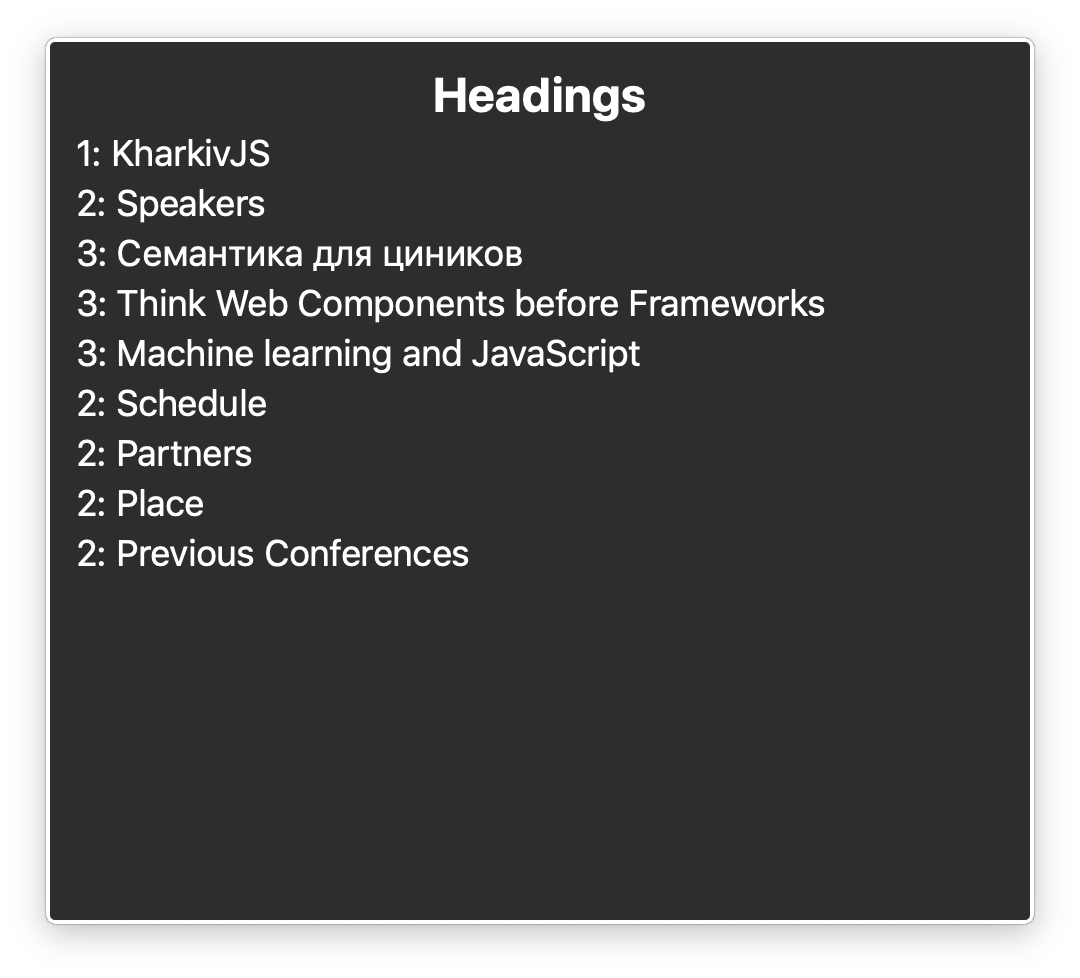 Headings
1: KharkivJS
2: Speakers
3: Семантика для циников
3: Think Web Components before Frameworks
3: Machine learning and JavaScript
2: Schedule
2: Partners
2: Place
2: Previous Conferences